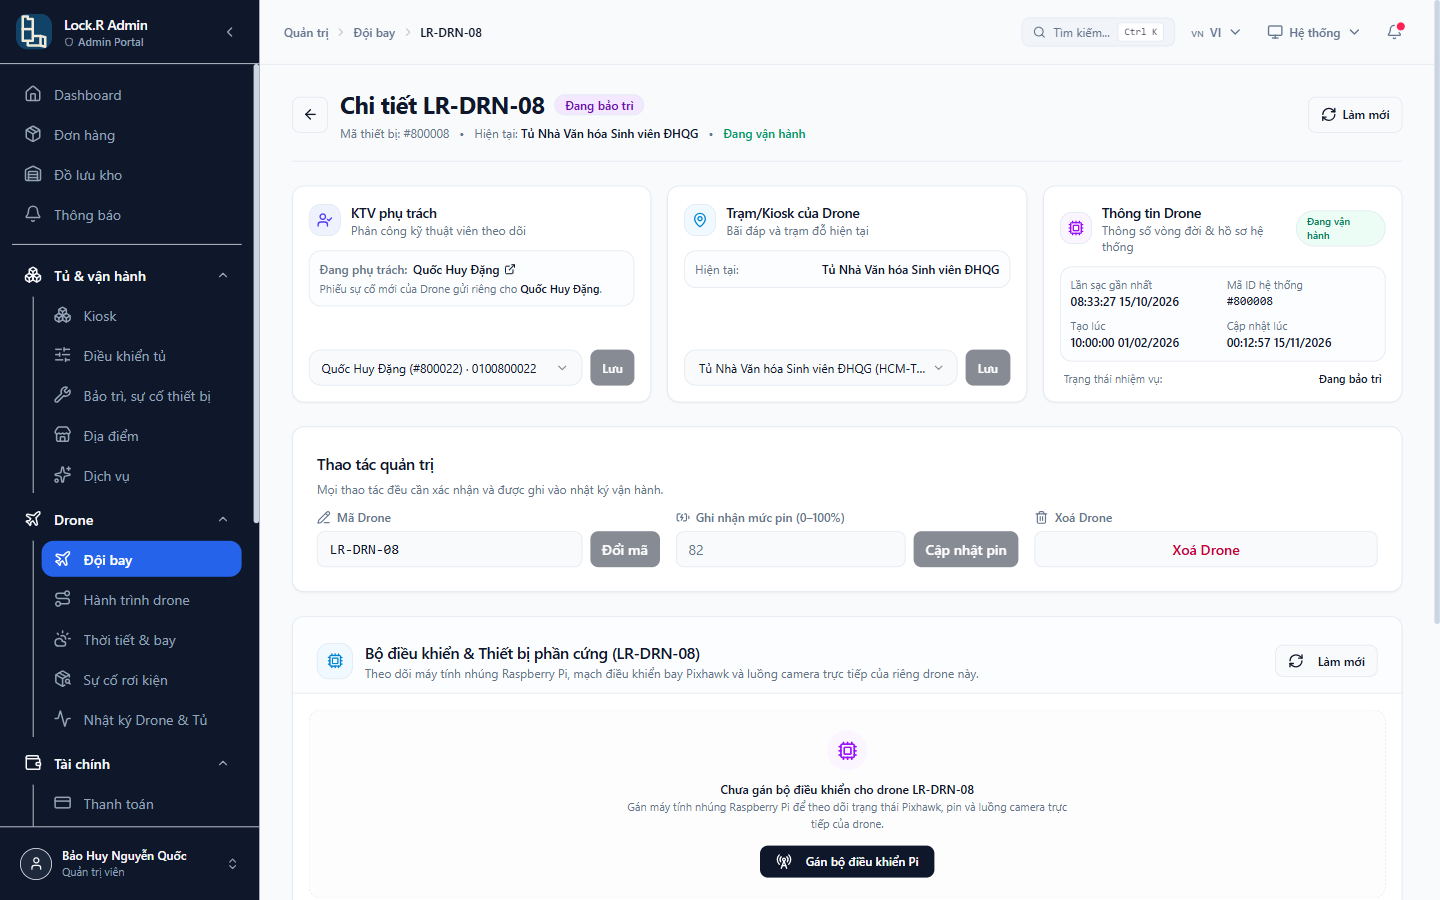 Lock.R Admin
Admin Portal
Dashboard
Đơn hàng
Đồ lưu kho
Thông báo
Tủ & vận hành
Kiosk
Điều khiển tủ
Bảo trì, sự cố thiết bị
Địa điểm
Dịch vụ
Drone
Đội bay
Hành trình drone
Thời tiết & bay
Sự cố rơi kiện
Nhật ký Drone & Tủ
Tài chính
Thanh toán
Bảo Huy Nguyễn Quốc
Quản trị viên
Quản trị > Đội bay > LR-DRN-08
Tìm kiếm... Ctrl K
VN VI
Hệ thống
Chi tiết LR-DRN-08 Đang bảo trì
Mã thiết bị: #800008 • Hiện tại: Tủ Nhà Văn hóa Sinh viên ĐHQG • Đang vận hành
Làm mới
KTV phụ trách
Phân công kỹ thuật viên theo dõi
Đang phụ trách: Quốc Huy Đặng
Phiếu sự cố mới của Drone gửi riêng cho Quốc Huy Đặng.
Quốc Huy Đặng (#800022) · 0100800022
Lưu
Trạm/Kiosk của Drone
Bãi đáp và trạm đỗ hiện tại
Hiện tại: Tủ Nhà Văn hóa Sinh viên ĐHQG
Tủ Nhà Văn hóa Sinh viên ĐHQG (HCM-T...
Lưu
Thông tin Drone
Thông số vòng đời & hồ sơ hệ
thống
Đang vận
hành
Lần sạc gần nhất
08:33:27 15/10/2026
Mã ID hệ thống
#800008
Tạo lúc
10:00:00 01/02/2026
Cập nhật lúc
00:12:57 15/11/2026
Trạng thái nhiệm vụ: Đang bảo trì
Thao tác quản trị
Mọi thao tác đều cần xác nhận và được ghi vào nhật ký vận hành.
Mã Drone
LR-DRN-08
Đổi mã
Ghi nhận mức pin (0–100%)
82
Cập nhật pin
Xoá Drone
Xoá Drone
Bộ điều khiển & Thiết bị phần cứng (LR-DRN-08)
Theo dõi máy tính nhúng Raspberry Pi, mạch điều khiển bay Pixhawk và luồng camera trực tiếp của riêng drone này.
Làm mới
Chưa gán bộ điều khiển cho drone LR-DRN-08
Gán máy tính nhúng Raspberry Pi để theo dõi trạng thái Pixhawk, pin và luồng camera trực
tiếp của drone.
Gán bộ điều khiển Pi